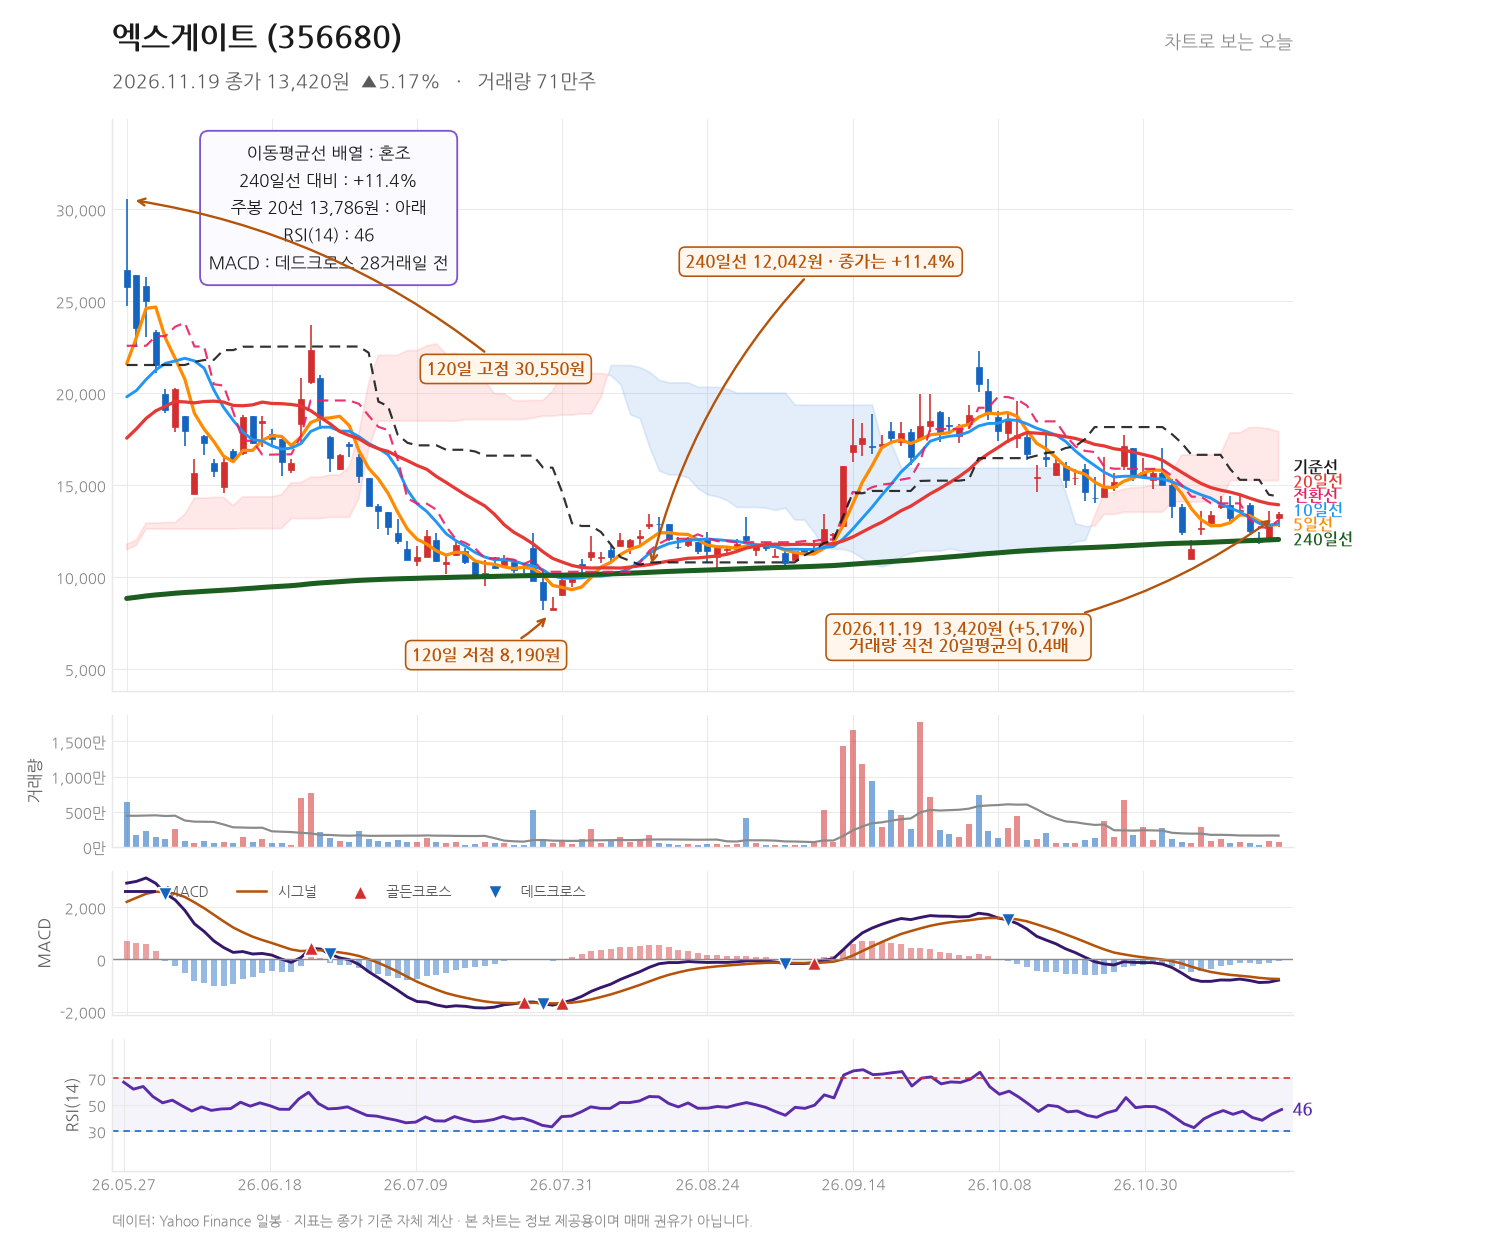 엑스게이트 (356680)
차트로 보는 오늘
2026.11.19 종가 13,420원 ▲5.17% · 거래량 71만주
이동평균선 배열 : 혼조
240일선 대비 : +11.4%
주봉 20선 13,786원 : 아래
RSI(14) : 46
MACD : 데드크로스 28거래일 전
120일 고점 30,550원
240일선 12,042원 · 종가는 +11.4%
120일 저점 8,190원
2026.11.19 13,420원 (+5.17%)
거래량 직전 20일평균의 0.4배
30,000
25,000
20,000
15,000
10,000
5,000
기준선
20일선
전환선
10일선
5일선
240일선
거래량
1,500만
1,000만
500만
0만
MACD
MACD
시그널
골든크로스
데드크로스
2,000
0
-2,000
RSI(14)
70
50
30
46
26.05.27
26.06.18
26.07.09
26.07.31
26.08.24
26.09.14
26.10.08
26.10.30
데이터: Yahoo Finance 일봉 · 지표는 종가 기준 자체 계산 · 본 차트는 정보 제공용이며 매매 권유가 아닙니다.